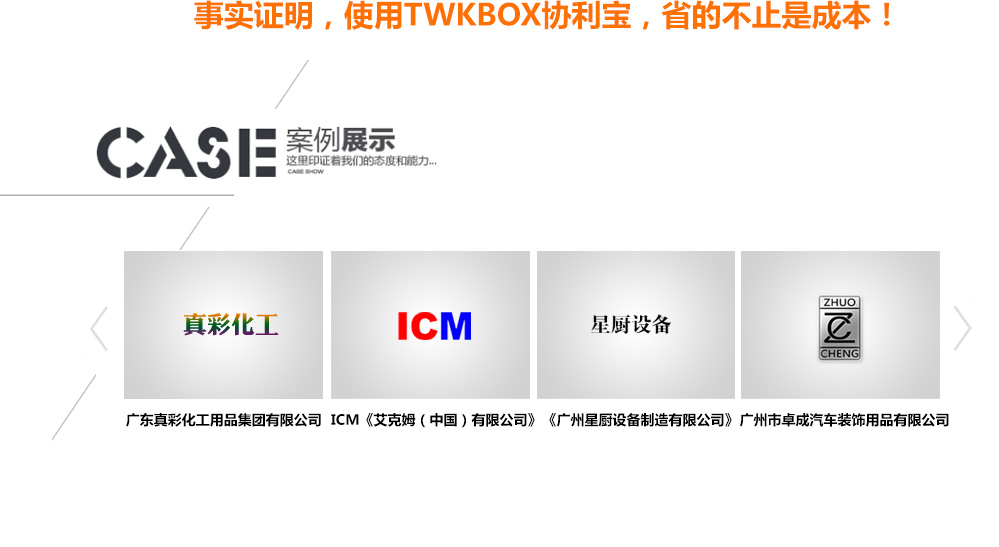 事实证明，使用TWKBOX协利宝，省的不止是成本！
CASE 案例展示
这里印证着我们的态度和能力...
CASE SHOW
真彩化工
ICM
星厨设备
ZHUO
ZC
CHENG
广东真彩化工用品集团有限公司
ICM《艾克姆（中国）有限公司》
《广州星厨设备制造有限公司》
广州市卓成汽车装饰用品有限公司